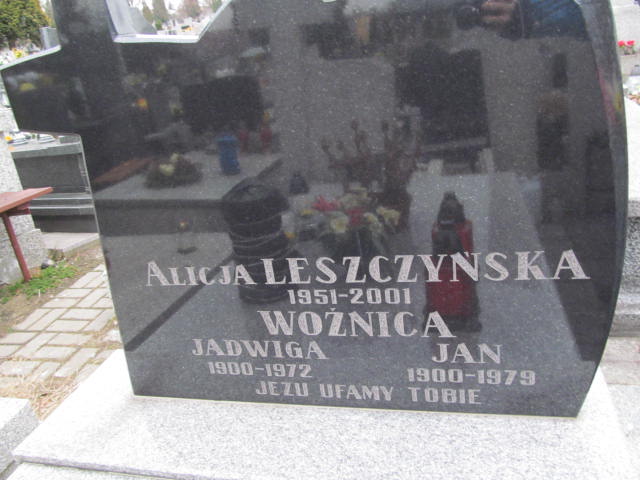 ALICJA LESZCZYŃSKA
1951-2001
WOŹNICA
JADWIGA JAN
1900-1972 1900-1979
JEZU UFAMY TOBIE